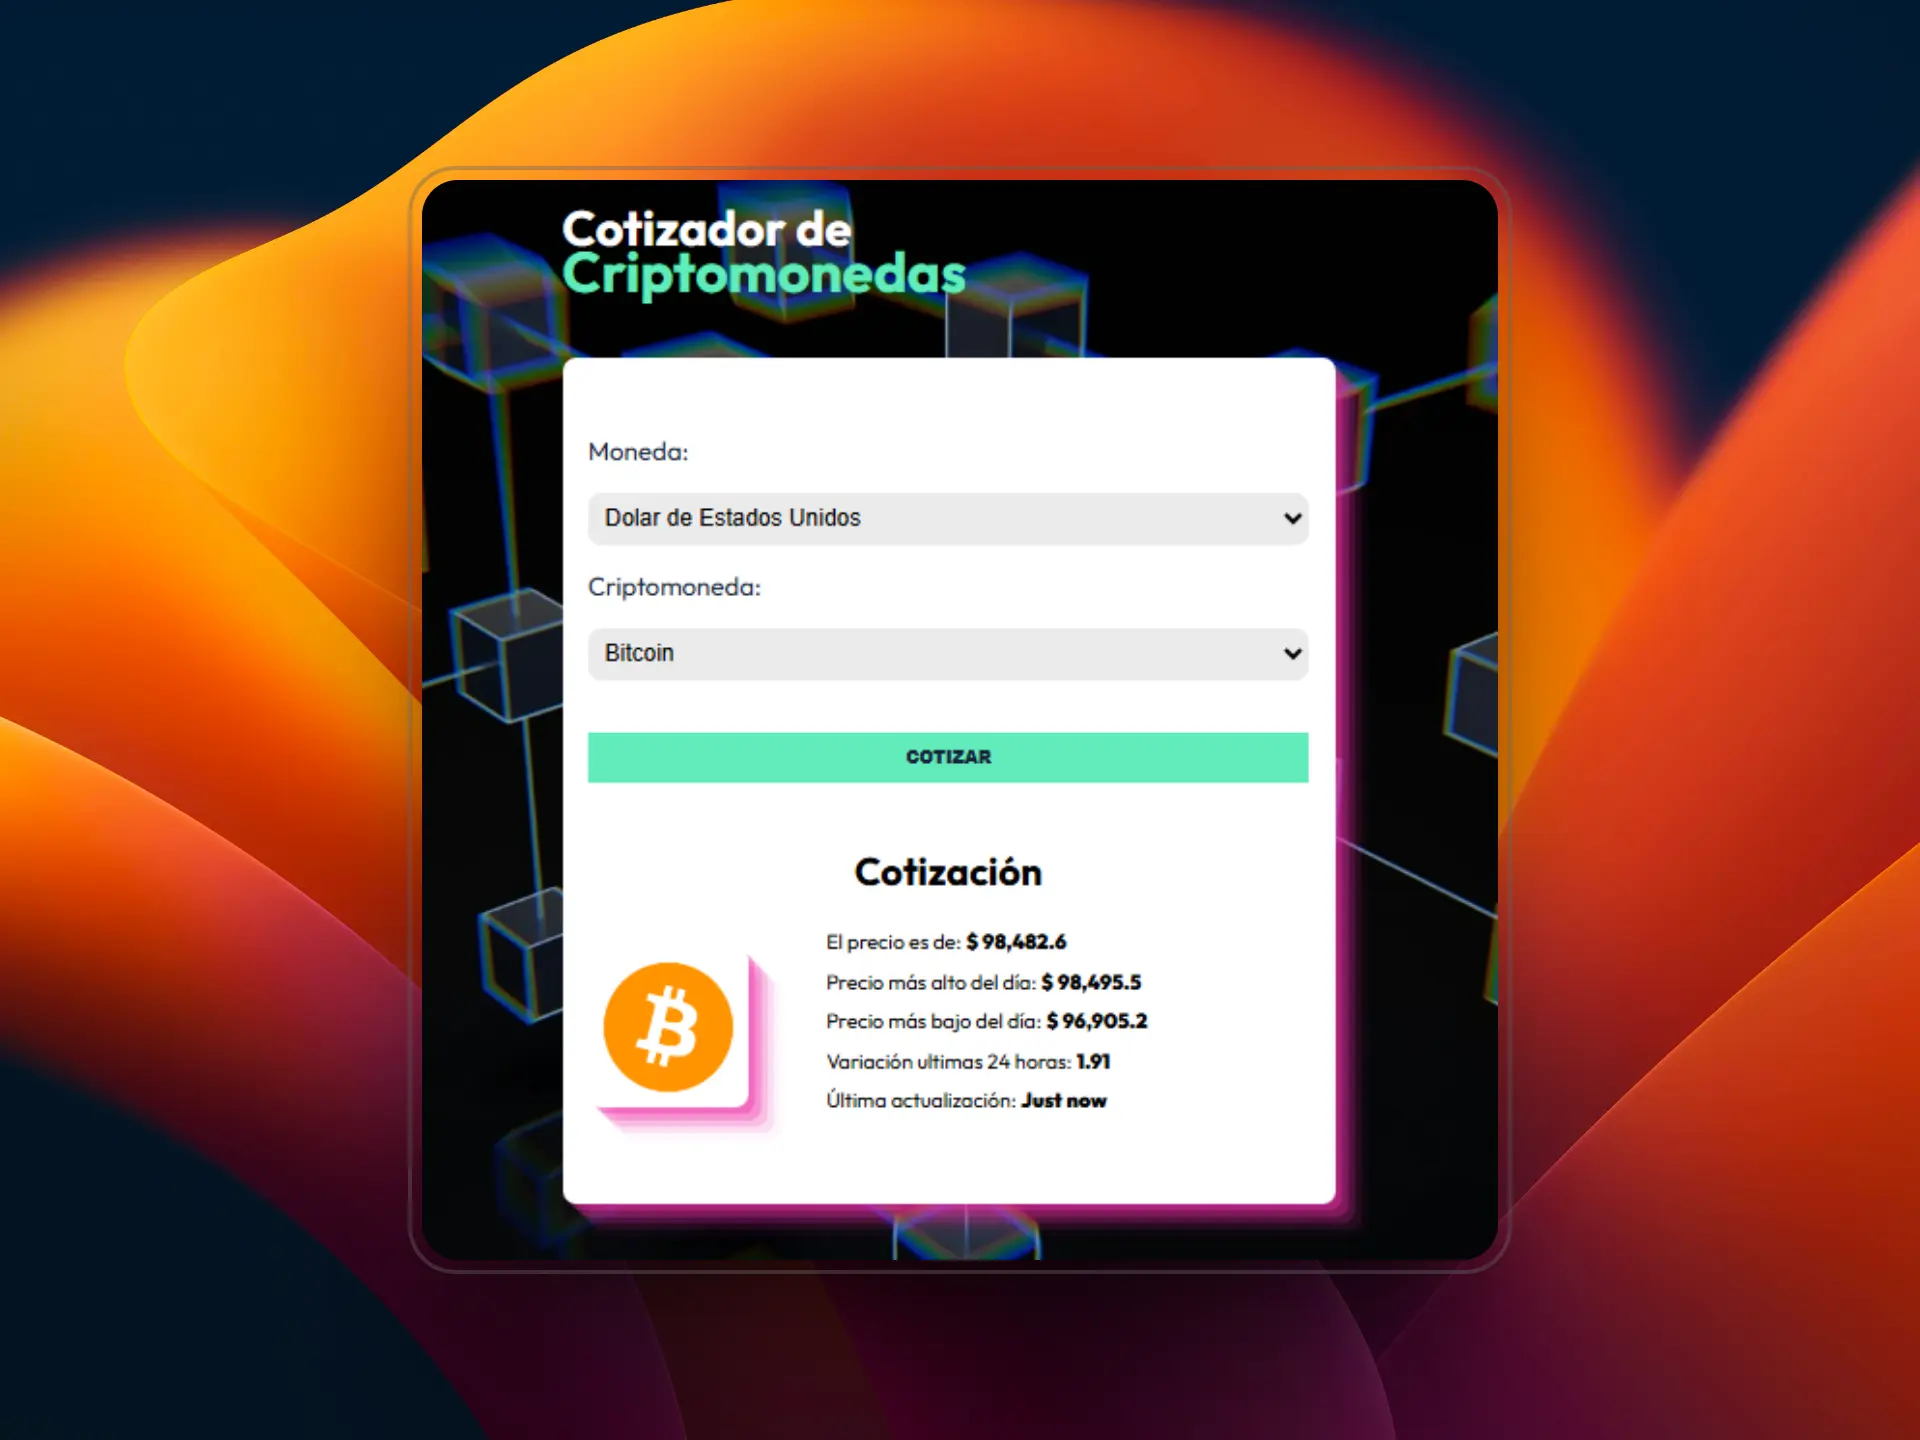 Cotizador de
Criptomonedas
Moneda:
Dolar de Estados Unidos
Criptomoneda:
Bitcoin
COTIZAR
Cotización
El precio es de: $ 98,482.6
Precio más alto del día: $ 98,495.5
Precio más bajo del día: $ 96,905.2
Variación ultimas 24 horas: 1.91
Última actualización: Just now